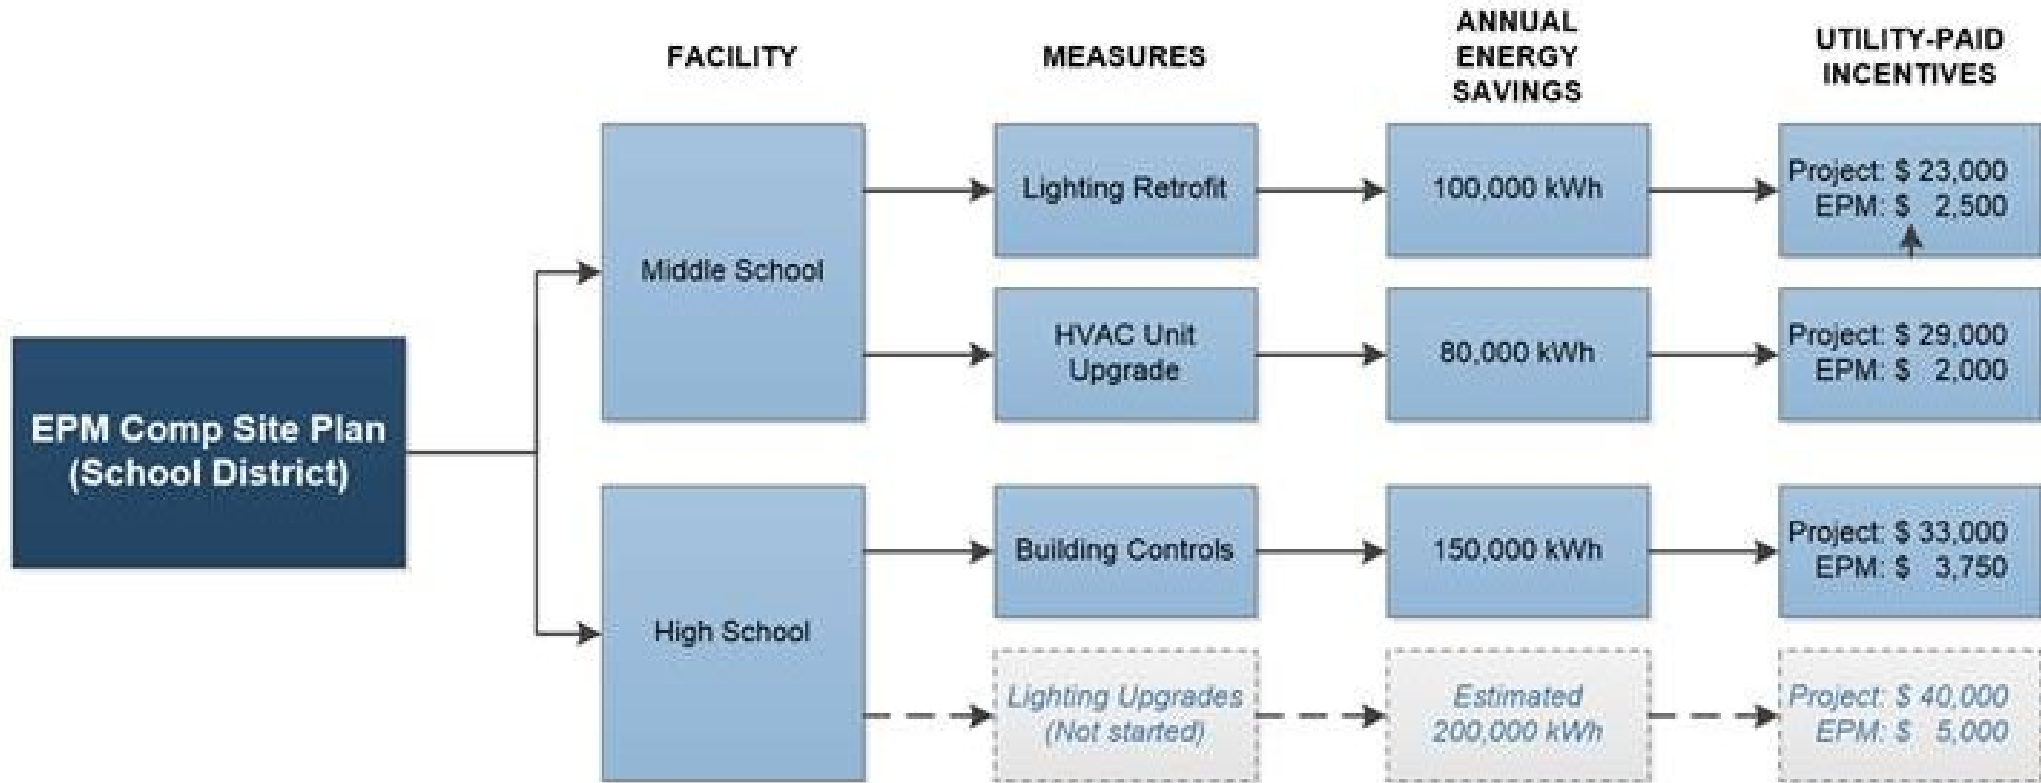 FACILITY
MEASURES
ANNUAL
ENERGY
SAVINGS
UTILITY-PAID
INCENTIVES
EPM Comp Site Plan
(School District)
Middle School
Lighting Retrofit
100,000 kWh
Project: $ 23,000
EPM: $ 2,500
HVAC Unit
Upgrade
80,000 kWh
Project: $ 29,000
EPM: $ 2,000
High School
Building Controls
150,000 kWh
Project: $ 33,000
EPM: $ 3,750
Lighting Upgrades
(Not started)
Estimated
200,000 kWh
Project: $ 40,000
EPM: $ 5,000